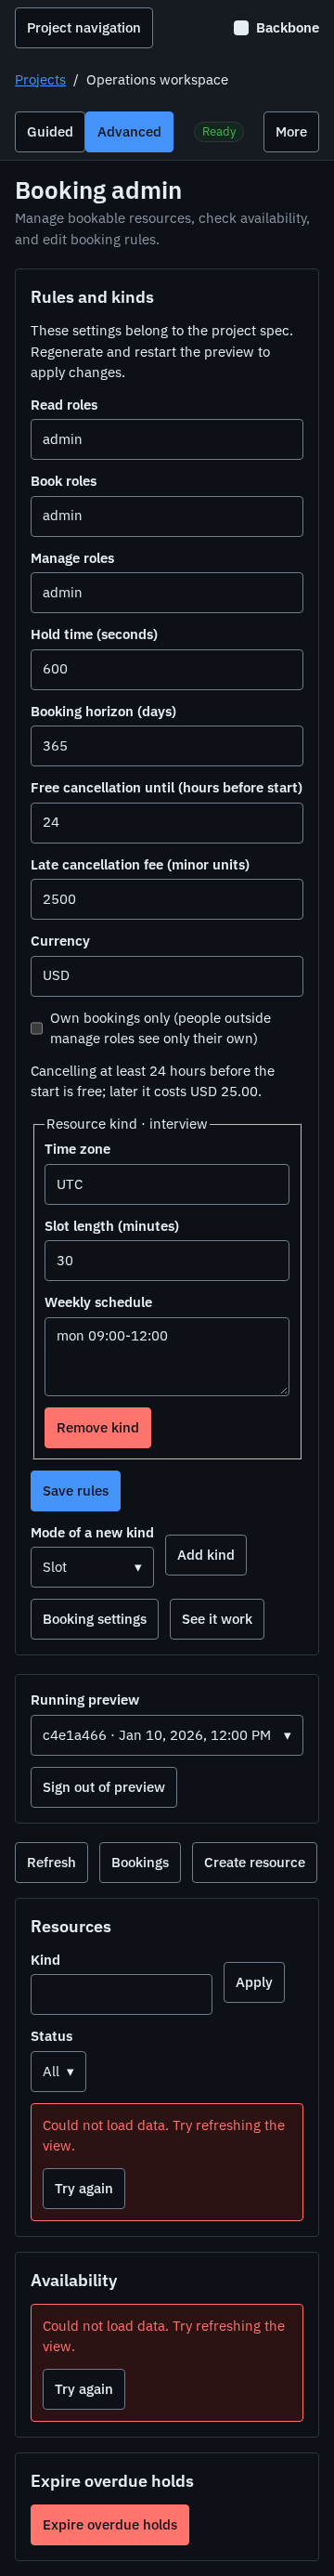 Project navigation
Backbone
Projects / Operations workspace
Guided
Advanced
Ready
More
Booking admin
Manage bookable resources, check availability,
and edit booking rules.
Rules and kinds
These settings belong to the project spec.
Regenerate and restart the preview to
apply changes.
Read roles
admin
Book roles
admin
Manage roles
admin
Hold time (seconds)
600
Booking horizon (days)
365
Free cancellation until (hours before start)
24
Late cancellation fee (minor units)
2500
Currency
USD
Own bookings only (people outside
manage roles see only their own)
Cancelling at least 24 hours before the
start is free; later it costs USD 25.00.
Resource kind · interview
Time zone
UTC
Slot length (minutes)
30
Weekly schedule
mon 09:00-12:00
Remove kind
Save rules
Mode of a new kind
Slot
Add kind
Booking settings
See it work
Running preview
c4e1a466 · Jan 10, 2026, 12:00 PM
Sign out of preview
Refresh
Bookings
Create resource
Resources
Kind
Apply
Status
All
Could not load data. Try refreshing the
view.
Try again
Availability
Could not load data. Try refreshing the
view.
Try again
Expire overdue holds
Expire overdue holds